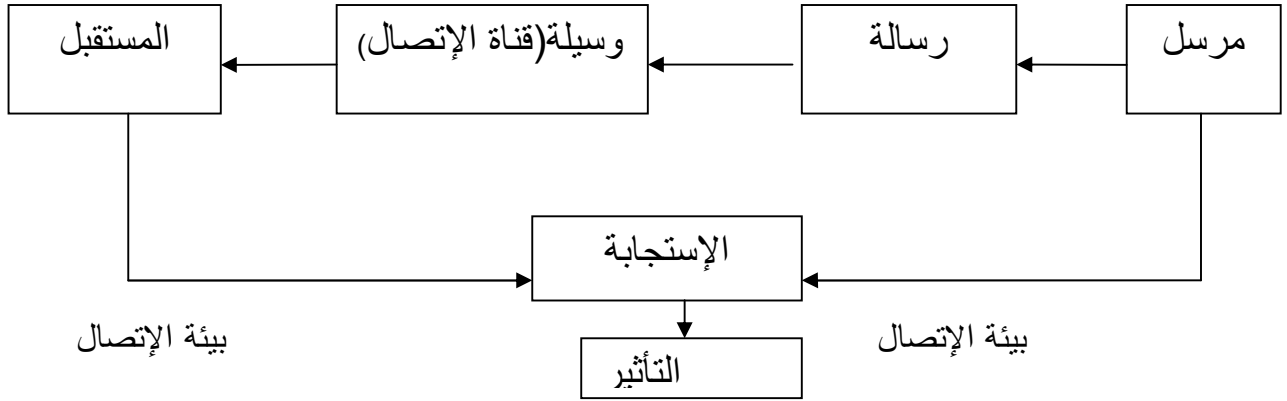 مرسل
رسالة
وسيلة(قناة الإتصال)
المستقبل
الإستجابة
بيئة الإتصال
بيئة الإتصال
التأثير